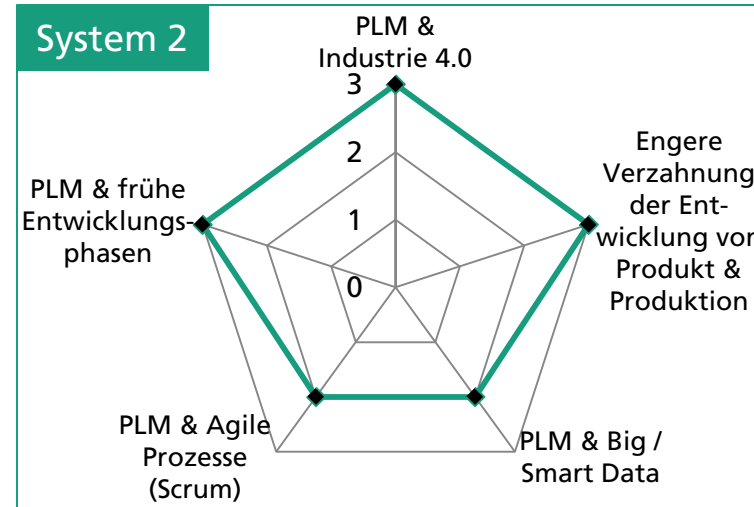 System 2
PLM &
Industrie 4.0
3
2
1
0
Engere
Verzahnung
der Ent-
wicklung von
Produkt &
Produktion
PLM & Big /
Smart Data
PLM & Agile
Prozesse
(Scrum)
PLM & frühe
Entwicklungs-
phasen